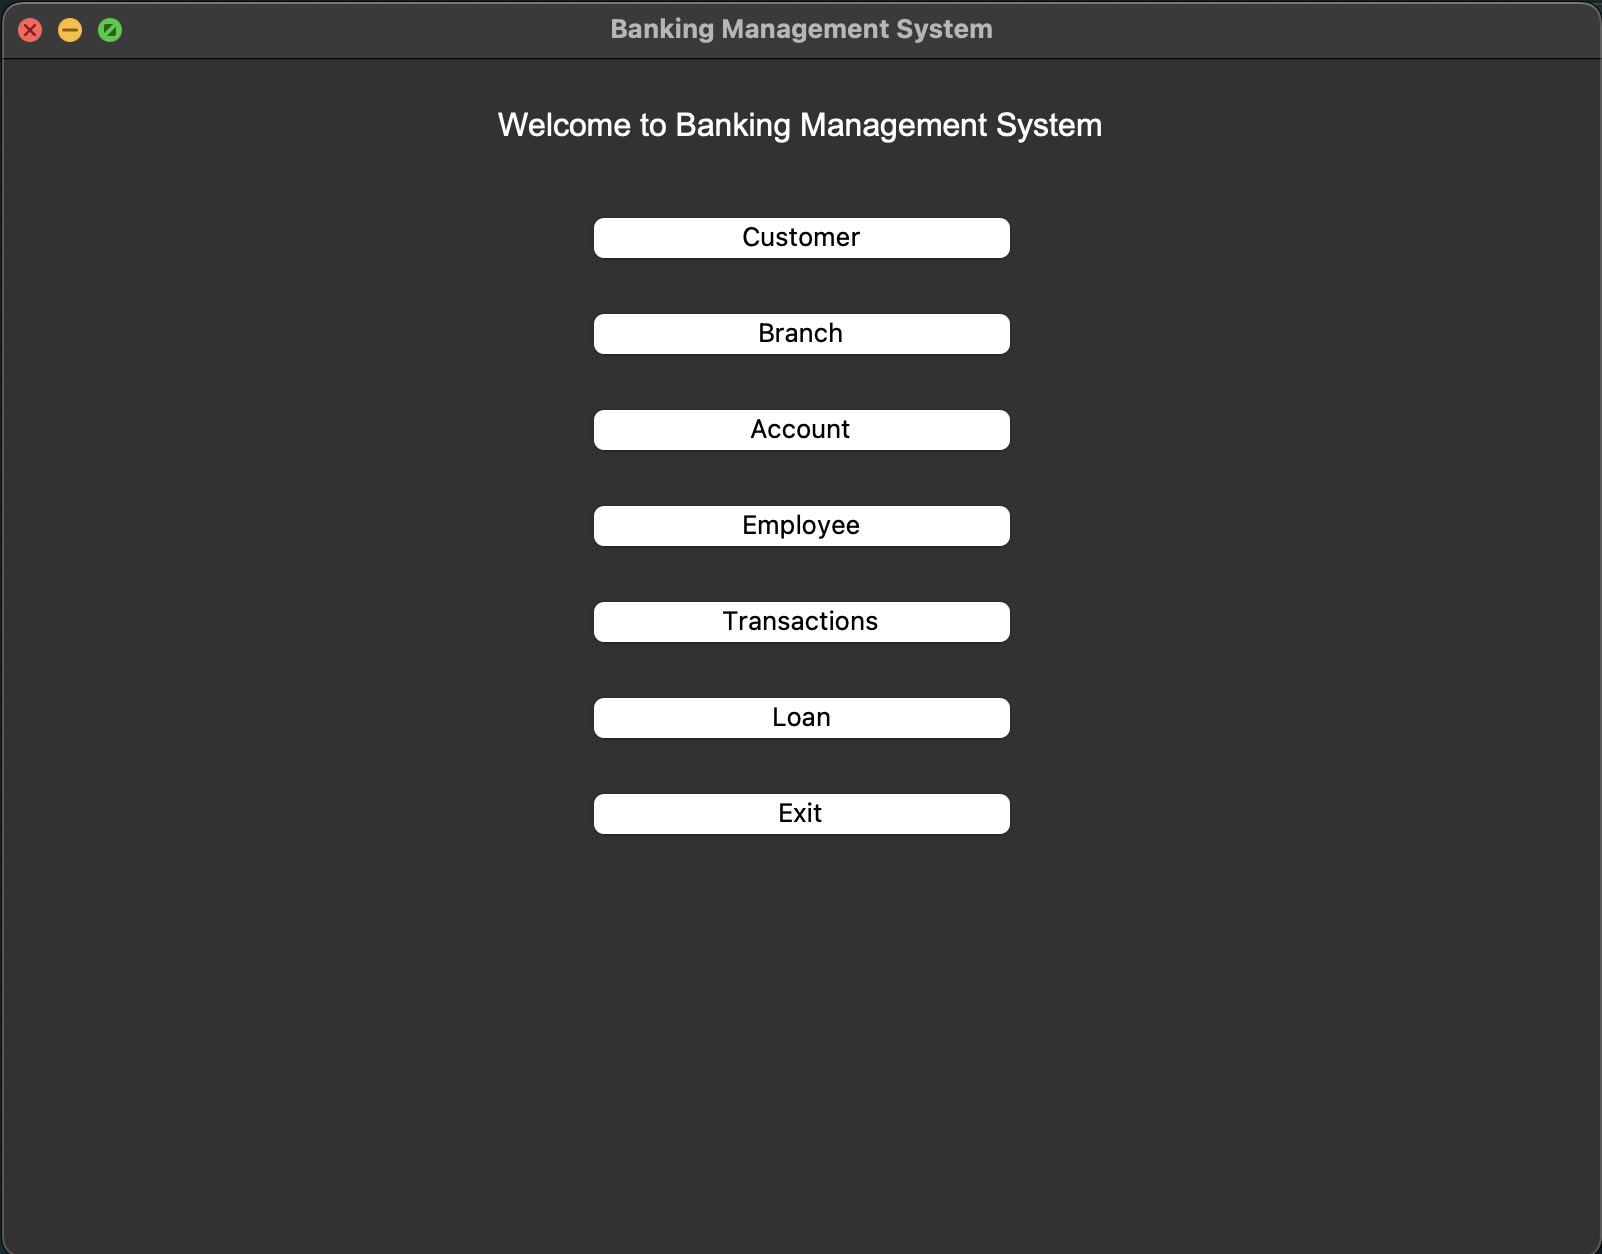 Banking Management System
Welcome to Banking Management System
Customer
Branch
Account
Employee
Transactions
Loan
Exit